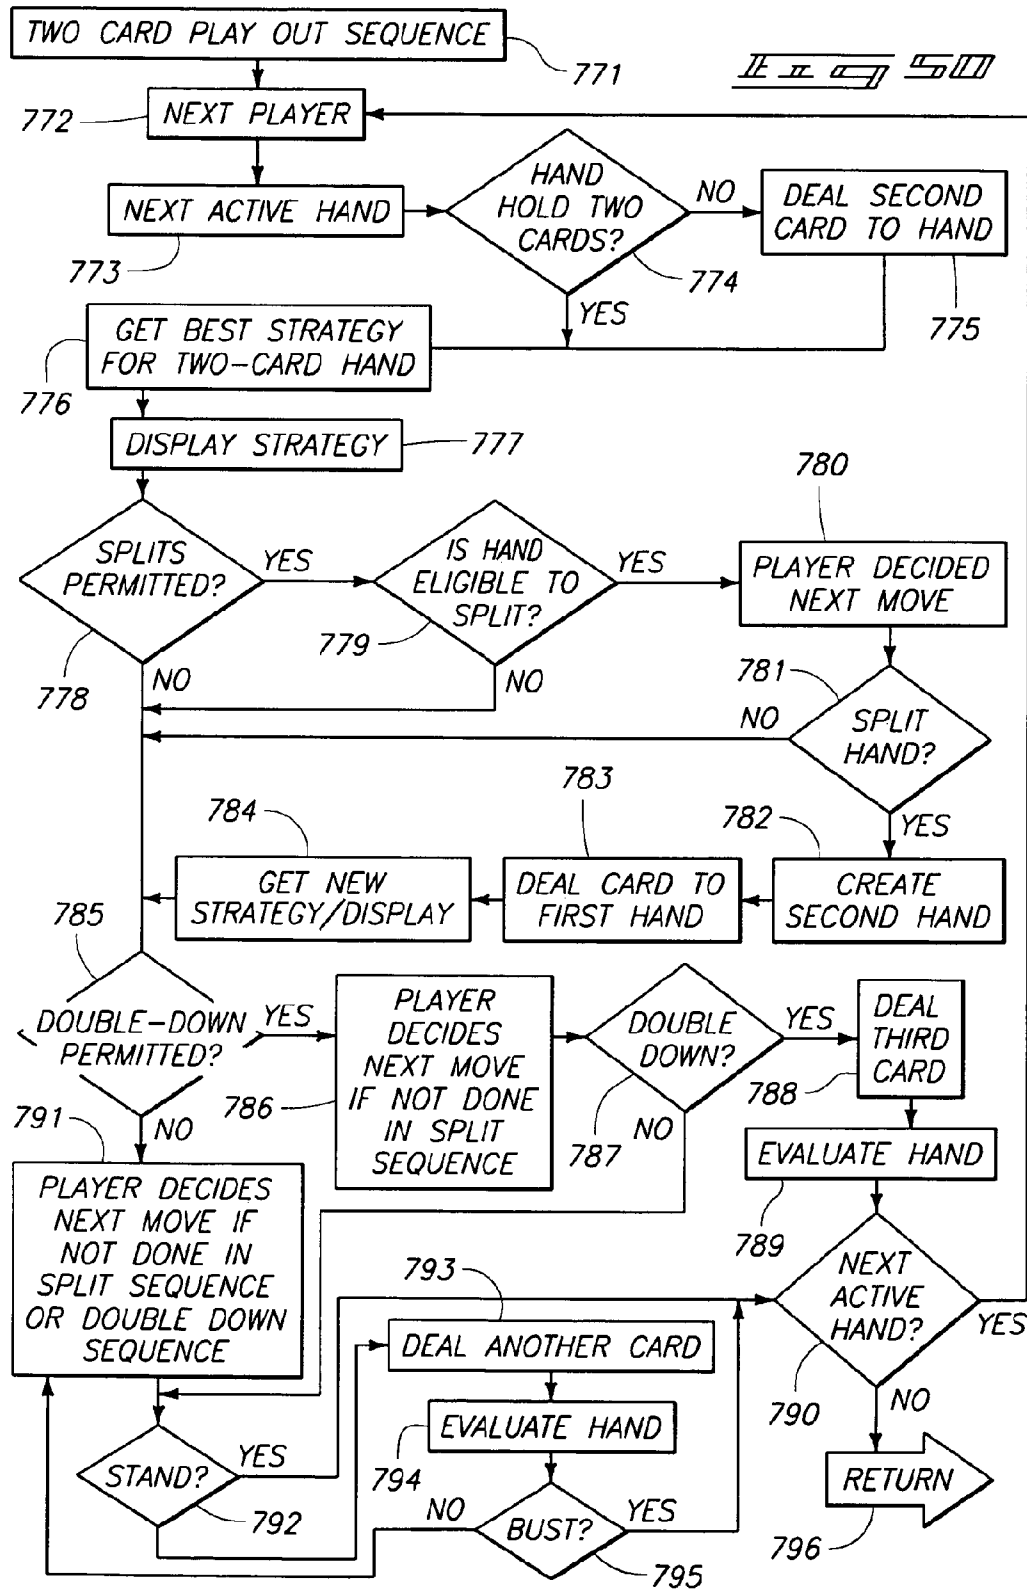 TWO CARD PLAY OUT SEQUENCE
771
Fig 50
772
NEXT PLAYER
NEXT ACTIVE HAND
773
HAND
HOLD TWO
CARDS?
774
NO
YES
DEAL SECOND
CARD TO HAND
775
GET BEST STRATEGY
FOR TWO-CARD HAND
776
DISPLAY STRATEGY
777
SPLITS
PERMITTED?
778
YES
NO
IS HAND
ELIGIBLE TO
SPLIT?
779
YES
NO
780
PLAYER DECIDED
NEXT MOVE
781
SPLIT
HAND?
NO
YES
782
CREATE
SECOND HAND
783
DEAL CARD TO
FIRST HAND
784
GET NEW
STRATEGY/DISPLAY
785
DOUBLE-DOWN
PERMITTED?
YES
NO
PLAYER
DECIDES
NEXT MOVE
IF NOT DONE
IN SPLIT
SEQUENCE
786
DOUBLE
DOWN?
787
YES
NO
DEAL
THIRD
CARD
788
EVALUATE HAND
789
NEXT
ACTIVE
HAND?
790
YES
NO
791
PLAYER DECIDES
NEXT MOVE IF
NOT DONE IN
SPLIT SEQUENCE
OR DOUBLE DOWN
SEQUENCE
STAND?
792
YES
793
DEAL ANOTHER CARD
EVALUATE HAND
794
BUST?
795
NO
YES
RETURN
796